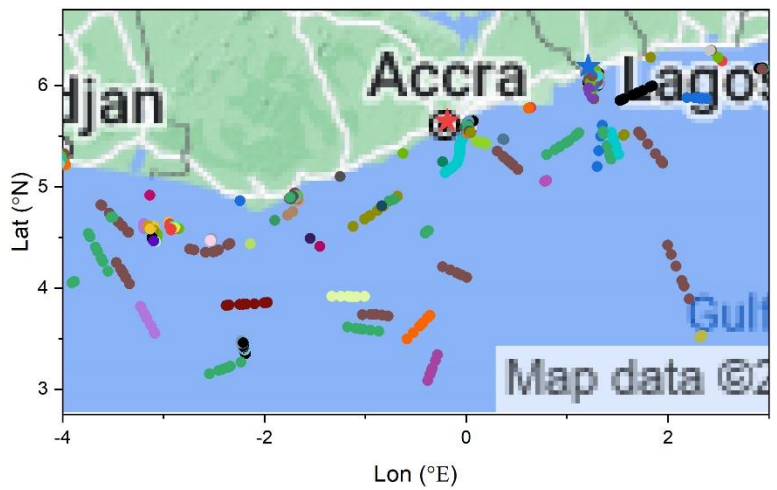 Accra
Lagos
djan
Gulf
Map data ©2
6
5
4
3
-4
-2
0
2
Lat (°N)
Lon (°E)